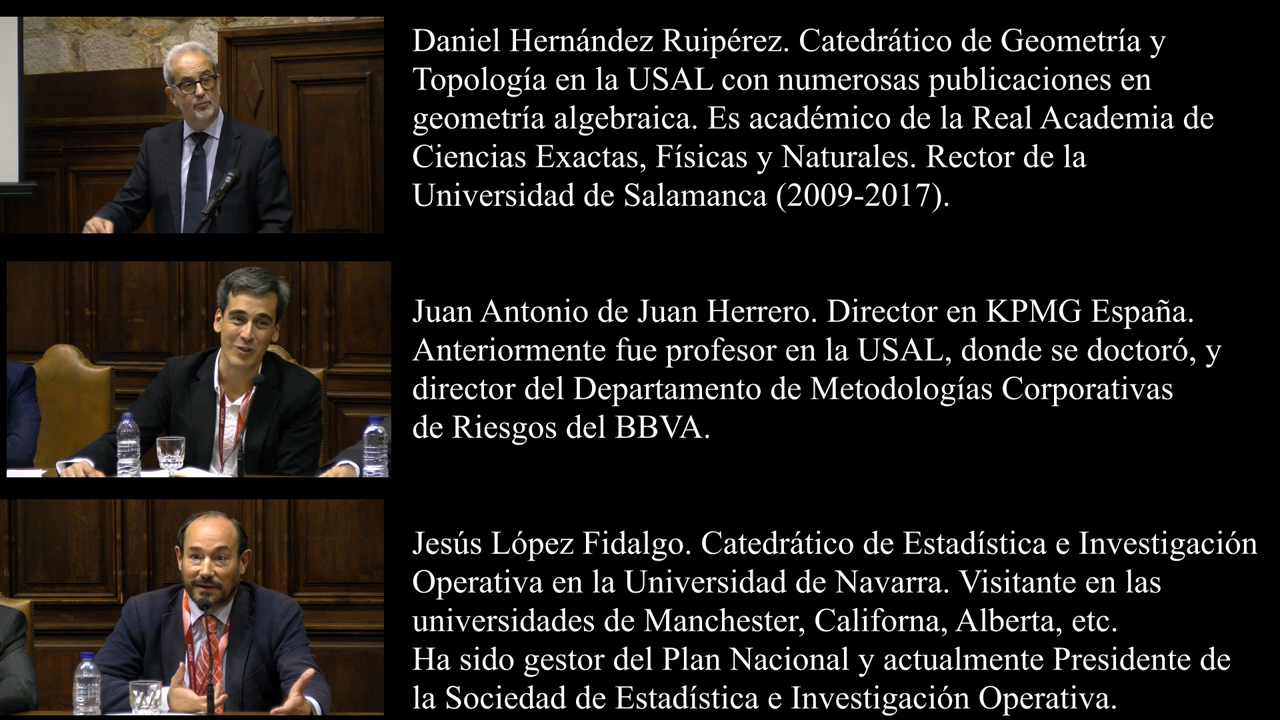 Daniel Hernández Ruipérez. Catedrático de Geometría y
Topología en la USAL con numerosas publicaciones en
geometría algebraica. Es académico de la Real Academia de
Ciencias Exactas, Físicas y Naturales. Rector de la
Universidad de Salamanca (2009-2017).
Juan Antonio de Juan Herrero. Director en KPMG España.
Anteriormente fue profesor en la USAL, donde se doctoró, y
director del Departamento de Metodologías Corporativas
de Riesgos del BBVA.
Jesús López Fidalgo. Catedrático de Estadística e Investigación
Operativa en la Universidad de Navarra. Visitante en las
universidades de Manchester, Californa, Alberta, etc.
Ha sido gestor del Plan Nacional y actualmente Presidente de
la Sociedad de Estadística e Investigación Operativa.